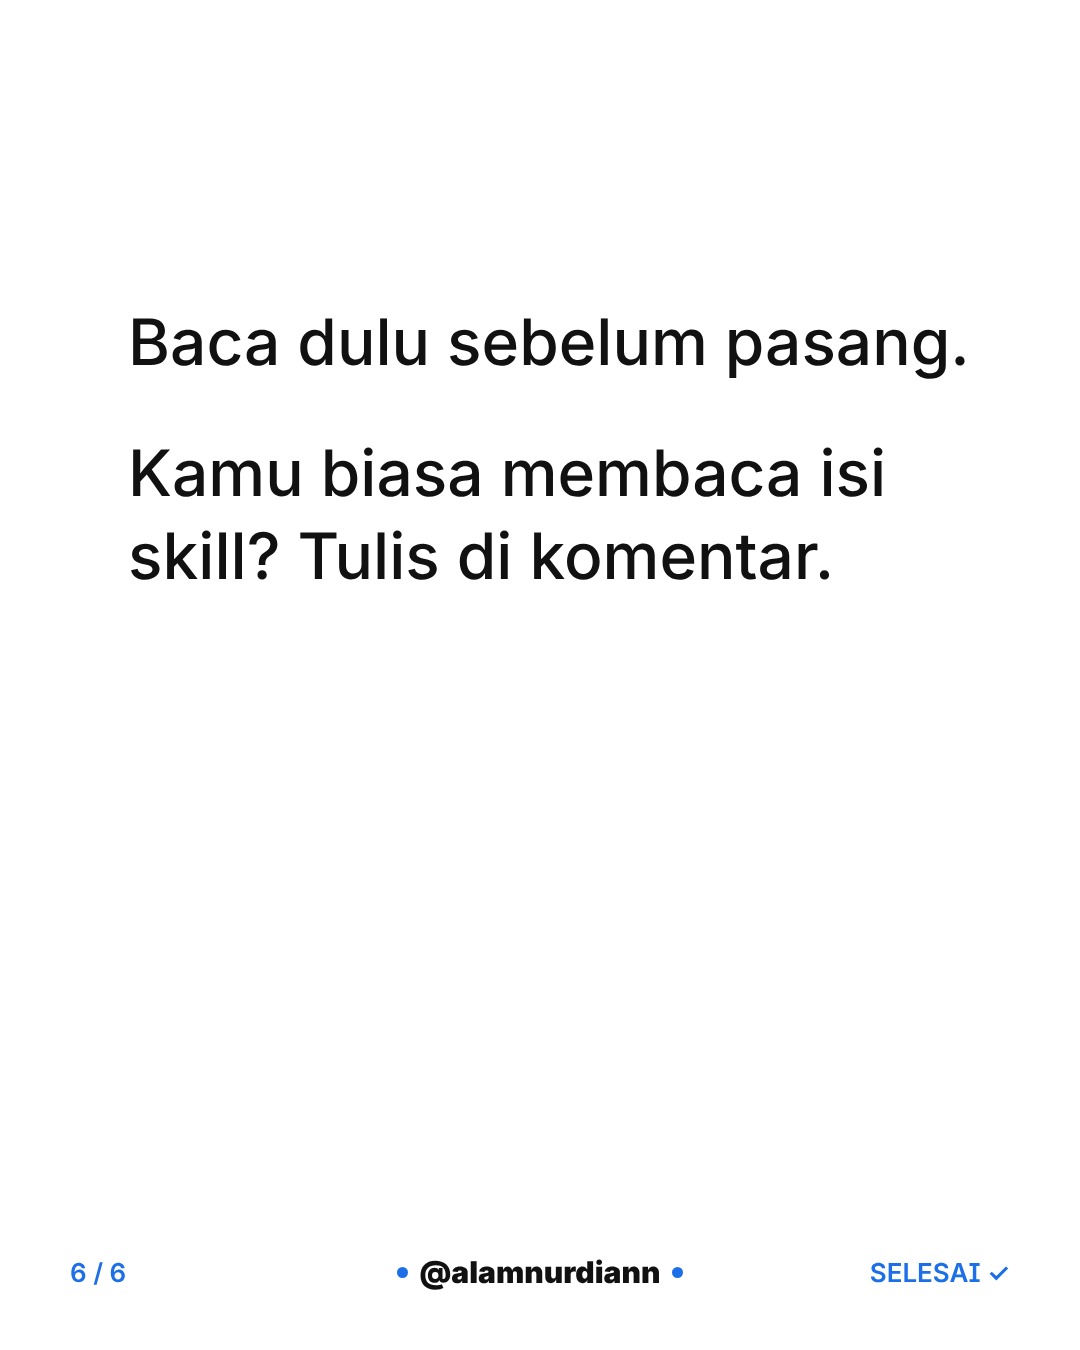 Baca dulu sebelum pasang.
Kamu biasa membaca isi
skill? Tulis di komentar.
6 / 6
@alamnurdiann
SELESAI ✓